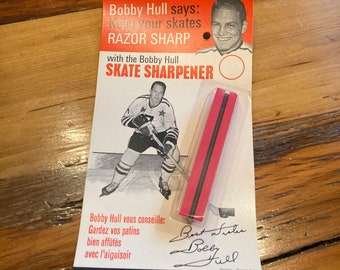 Bobby Hull says:
Keep your skates
RAZOR SHARP
with the Bobby Hull
SKATE SHARPENER
Bobby Hull vous conseille:
Gardez vos patins
bien affûtés
avec l'aiguisoir
Best Wishes
Bobby
Hull